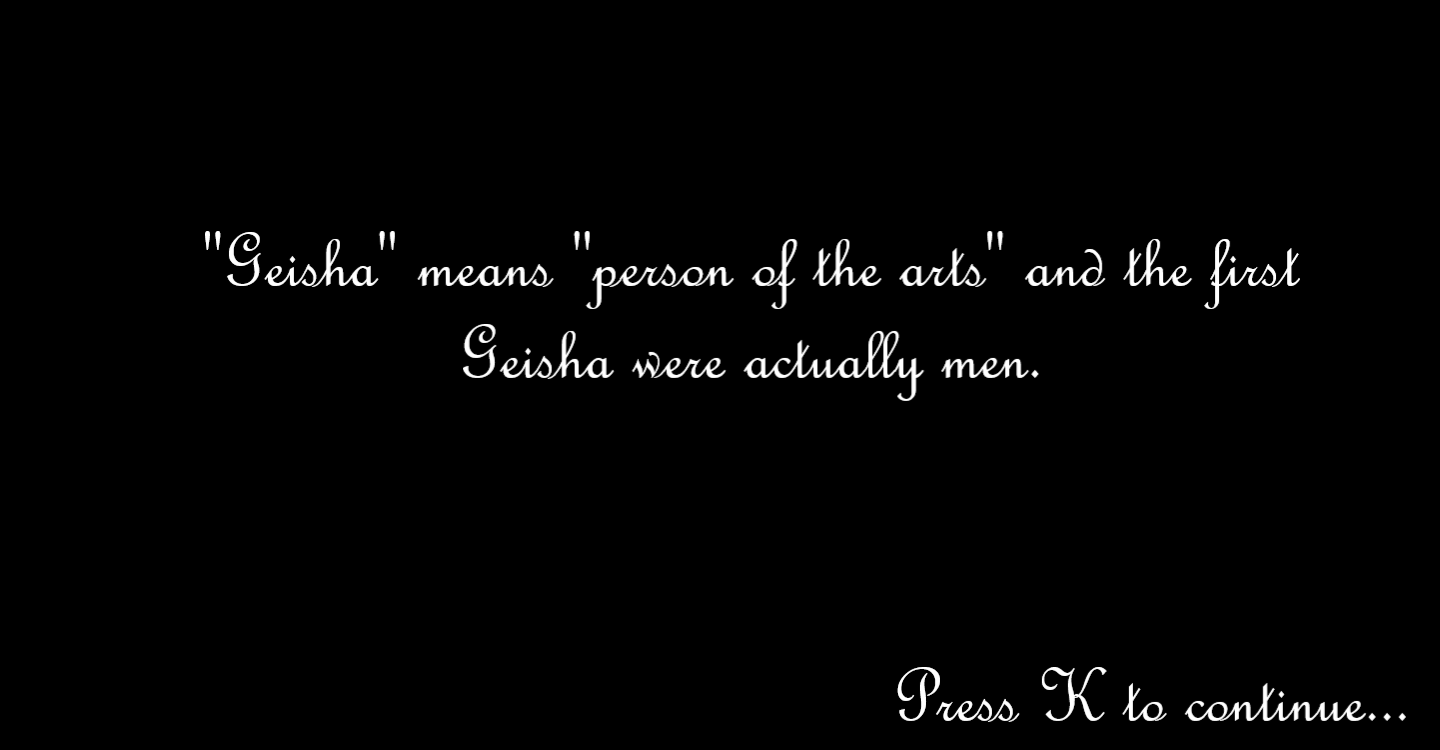 "Geisha" means "person of the arts" and the first
Geisha were actually men.
Press K to continue...